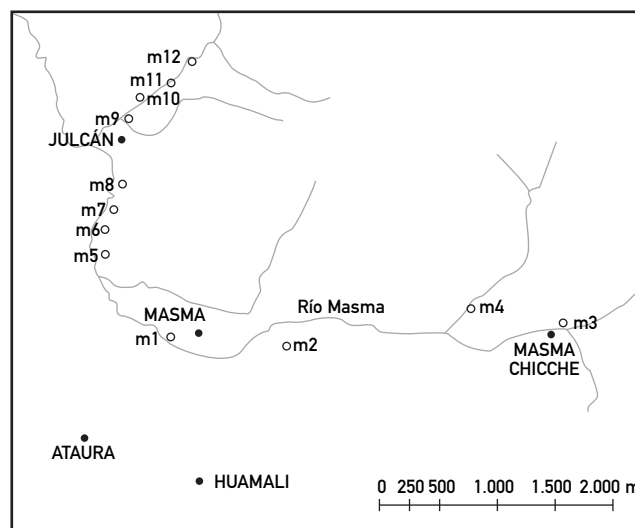 m12
m11
m10
m9
JULCÁN
m8
m7
m6
m5
MASMA
Río Masma
m4
m3
m1
m2
MASMA
CHICCHE
ATAURA
HUAMALI
0 250 500 1.000 1.500 2.000 m